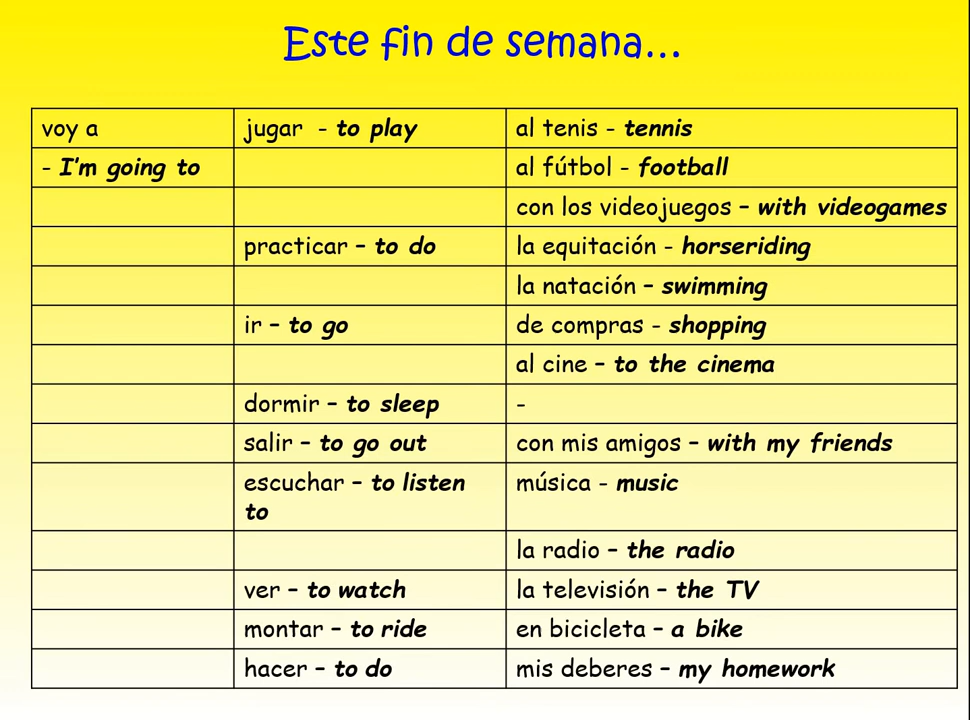 Este fin de semana...
voy a jugar - to play al tenis - tennis
- I'm going to al fútbol - football
con los videojuegos – with videogames
practicar – to do la equitación - horseriding
la natación – swimming
ir – to go de compras - shopping
al cine – to the cinema
dormir – to sleep -
salir – to go out con mis amigos – with my friends
escuchar – to listen música - music
to
la radio – the radio
ver – to watch la televisión – the TV
montar – to ride en bicicleta – a bike
hacer – to do mis deberes – my homework